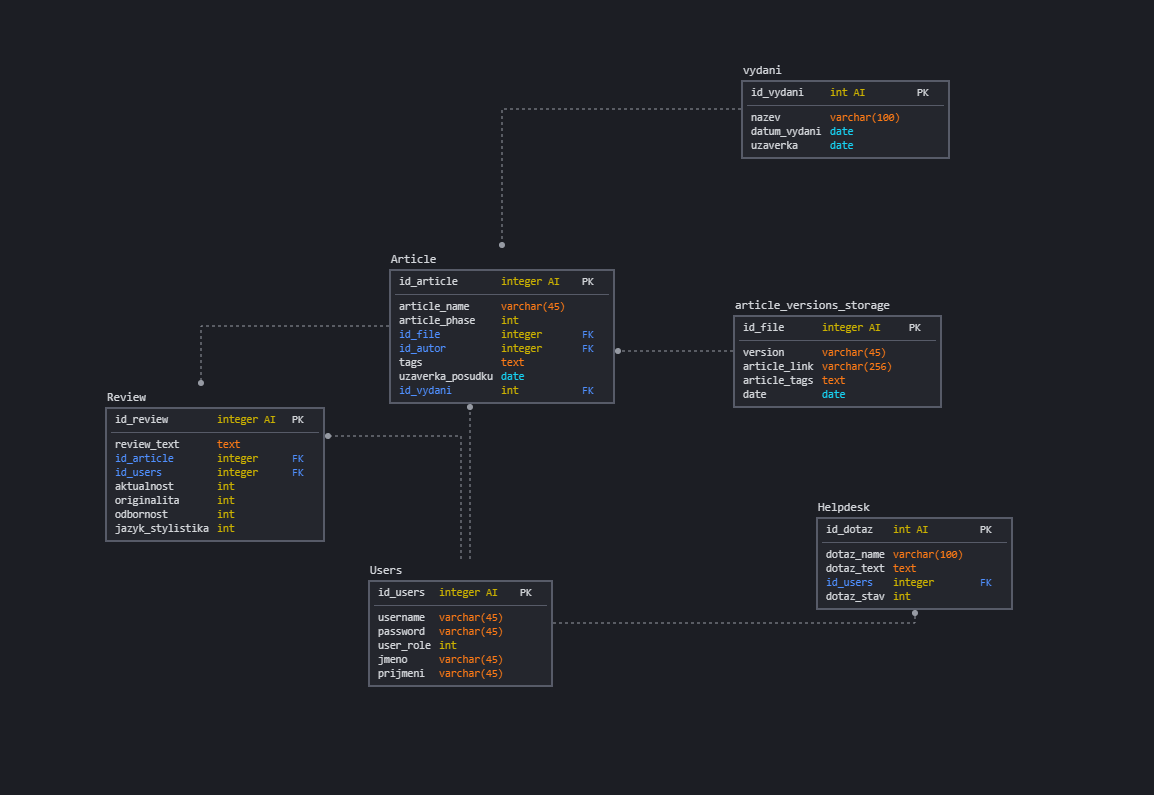 vydani
id_vydani int AI PK
nazev varchar(100)
datum_vydani date
uzaverka date
Article
id_article integer AI PK
article_name varchar(45)
article_phase int
id_file integer FK
id_autor integer FK
tags text
uzaverka_posudku date
id_vydani int FK
article_versions_storage
id_file integer AI PK
version varchar(45)
article_link varchar(256)
article_tags text
date date
Review
id_review integer AI PK
review_text text
id_article integer FK
id_users integer FK
aktualnost int
originalita int
odbornost int
jazyk_stylistika int
Helpdesk
id_dotaz int AI PK
dotaz_name varchar(100)
dotaz_text text
id_users integer FK
dotaz_stav int
Users
id_users integer AI PK
username varchar(45)
password varchar(45)
user_role int
jmeno varchar(45)
prijmeni varchar(45)